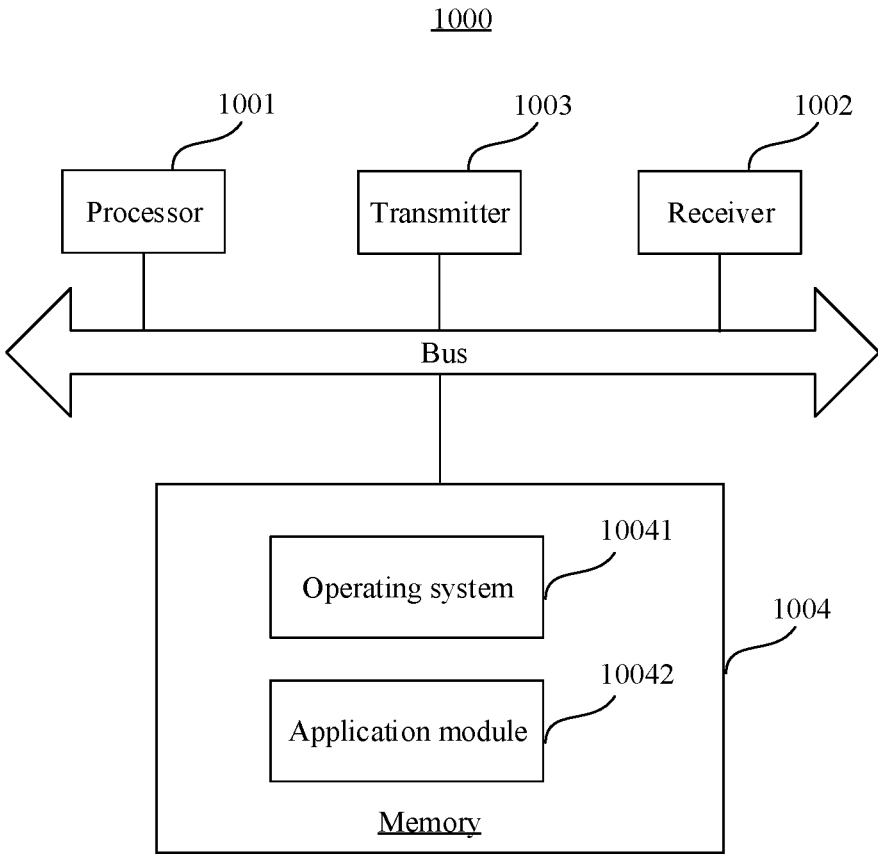 1000
1001
1003
1002
Processor
Transmitter
Receiver
Bus
10041
Operating system
1004
10042
Application module
Memory